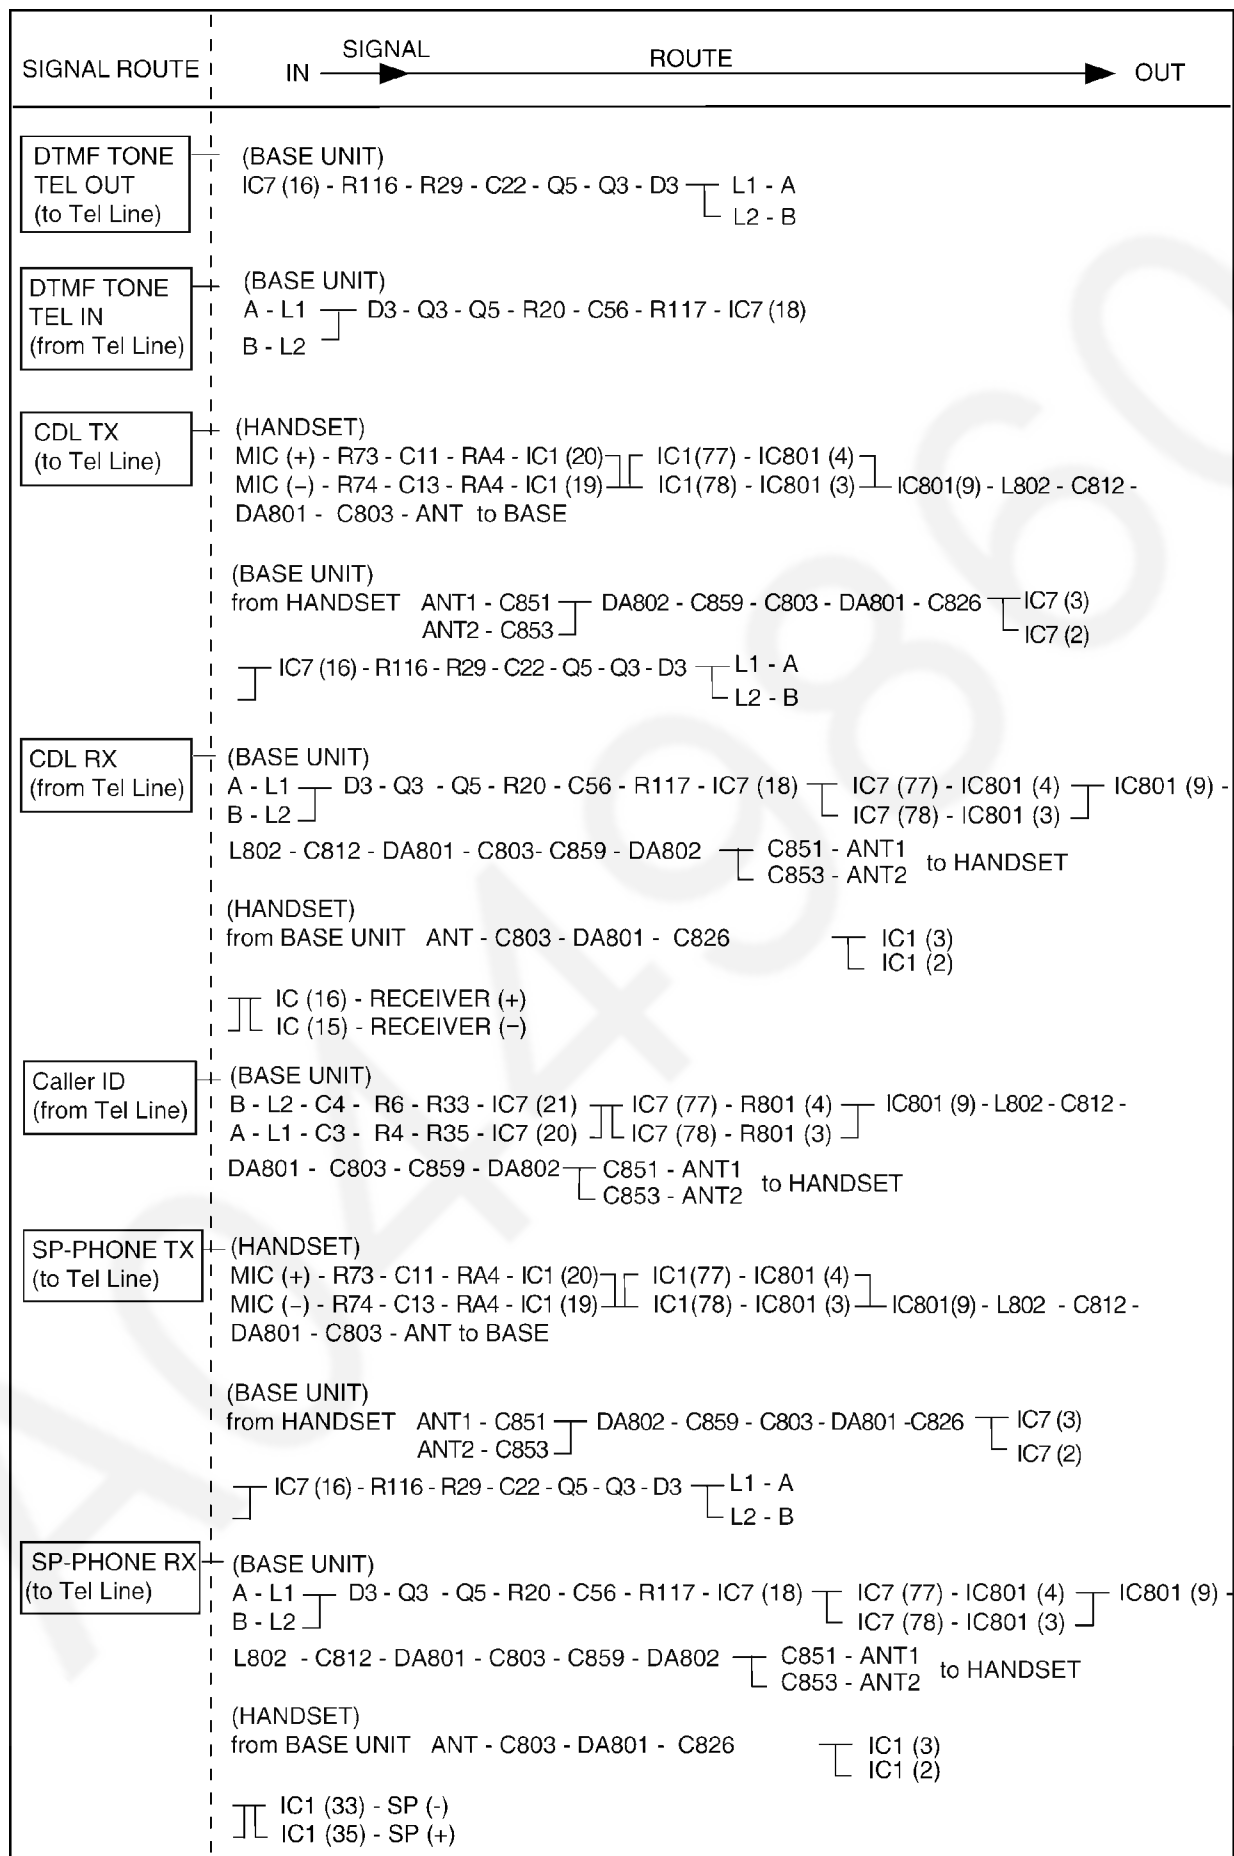 SIGNAL ROUTE IN SIGNAL ROUTE OUT
DTMF TONE
TEL OUT
(to Tel Line)
(BASE UNIT)
IC7 (16) - R116 - R29 - C22 - Q5 - Q3 - D3 L1 - A
L2 - B
DTMF TONE
TEL IN
(from Tel Line)
(BASE UNIT)
A - L1 D3 - Q3 - Q5 - R20 - C56 - R117 - IC7 (18)
B - L2
CDL TX
(to Tel Line)
(HANDSET)
MIC (+) - R73 - C11 - RA4 - IC1 (20) IC1(77) - IC801 (4)
MIC (−) - R74 - C13 - RA4 - IC1 (19) IC1(78) - IC801 (3) IC801(9) - L802 - C812 -
DA801 - C803 - ANT to BASE
(BASE UNIT)
from HANDSET ANT1 - C851 DA802 - C859 - C803 - DA801 - C826 IC7 (3)
ANT2 - C853 IC7 (2)
IC7 (16) - R116 - R29 - C22 - Q5 - Q3 - D3 L1 - A
L2 - B
CDL RX
(from Tel Line)
(BASE UNIT)
A - L1 D3 - Q3 - Q5 - R20 - C56 - R117 - IC7 (18) IC7 (77) - IC801 (4) IC801 (9) -
B - L2 IC7 (78) - IC801 (3)
L802 - C812 - DA801 - C803- C859 - DA802 C851 - ANT1
C853 - ANT2 to HANDSET
(HANDSET)
from BASE UNIT ANT - C803 - DA801 - C826 IC1 (3)
IC1 (2)
IC (16) - RECEIVER (+)
IC (15) - RECEIVER (−)
Caller ID
(from Tel Line)
(BASE UNIT)
B - L2 - C4 - R6 - R33 - IC7 (21) IC7 (77) - R801 (4) IC801 (9) - L802 - C812 -
A - L1 - C3 - R4 - R35 - IC7 (20) IC7 (78) - R801 (3)
DA801 - C803 - C859 - DA802 C851 - ANT1
C853 - ANT2 to HANDSET
SP-PHONE TX
(to Tel Line)
(HANDSET)
MIC (+) - R73 - C11 - RA4 - IC1 (20) IC1(77) - IC801 (4)
MIC (−) - R74 - C13 - RA4 - IC1 (19) IC1(78) - IC801 (3) IC801(9) - L802 - C812 -
DA801 - C803 - ANT to BASE
(BASE UNIT)
from HANDSET ANT1 - C851 DA802 - C859 - C803 - DA801 -C826 IC7 (3)
ANT2 - C853 IC7 (2)
IC7 (16) - R116 - R29 - C22 - Q5 - Q3 - D3 L1 - A
L2 - B
SP-PHONE RX
(to Tel Line)
(BASE UNIT)
A - L1 D3 - Q3 - Q5 - R20 - C56 - R117 - IC7 (18) IC7 (77) - IC801 (4) IC801 (9) -
B - L2 IC7 (78) - IC801 (3)
L802 - C812 - DA801 - C803 - C859 - DA802 C851 - ANT1
C853 - ANT2 to HANDSET
(HANDSET)
from BASE UNIT ANT - C803 - DA801 - C826 IC1 (3)
IC1 (2)
IC1 (33) - SP (-)
IC1 (35) - SP (+)
A0449860